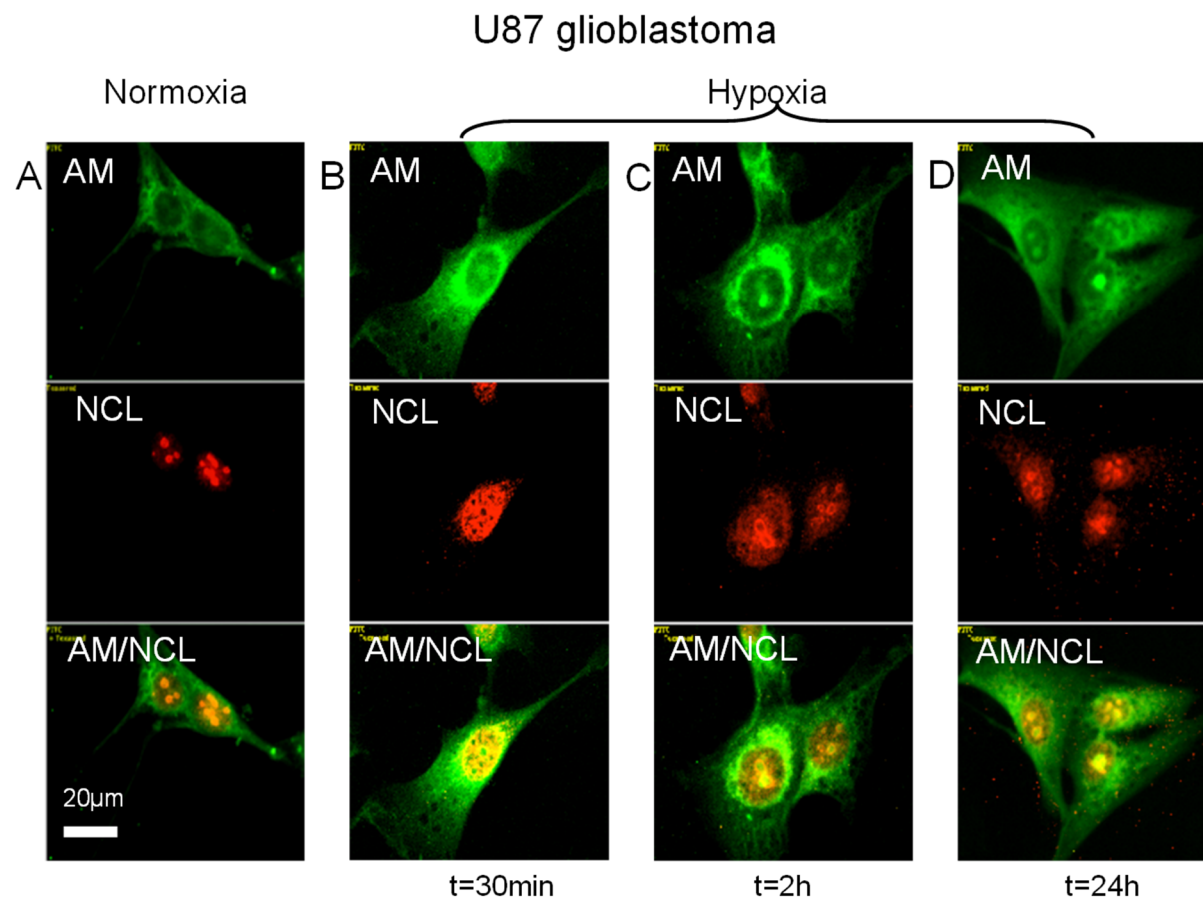 U87 glioblastoma
Normoxia
Hypoxia
A
AM
B
AM
C
AM
D
AM
NCL
NCL
NCL
NCL
AM/NCL
AM/NCL
AM/NCL
AM/NCL
20µm
t=30min
t=2h
t=24h